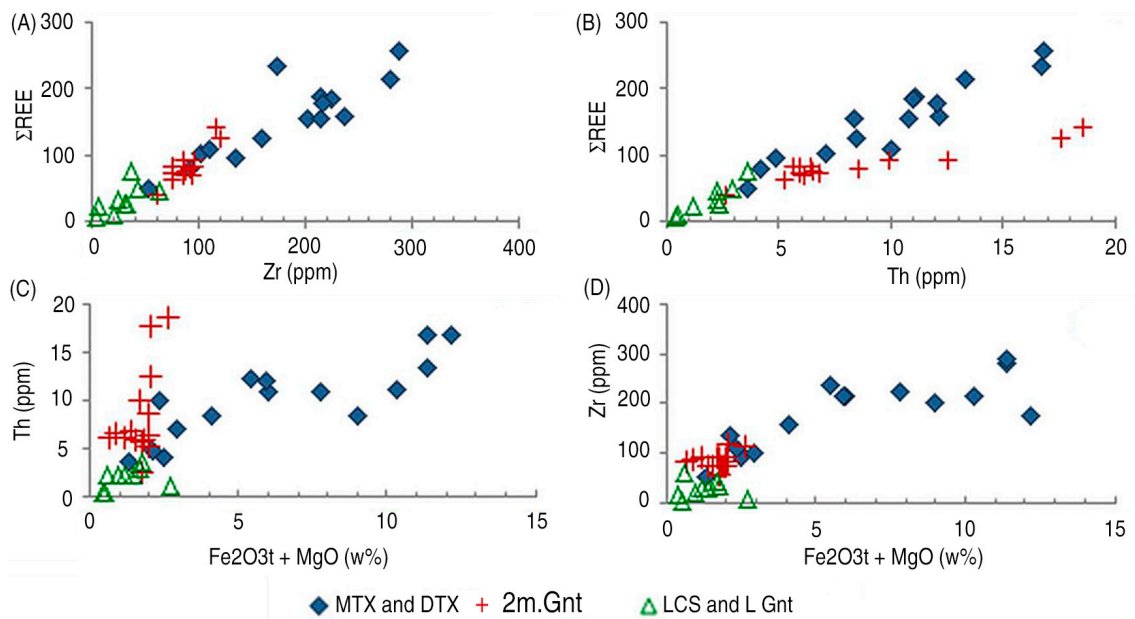 (A)
300
200
100
0
ΣREE
0
100
200
300
400
Zr (ppm)
(B)
300
200
100
0
ΣREE
0
5
10
15
20
Th (ppm)
(C)
20
15
10
5
0
Th (ppm)
0
5
10
15
Fe2O3t + MgO (w%)
(D)
400
300
200
100
0
Zr (ppm)
0
5
10
15
Fe2O3t + MgO (w%)
MTX and DTX
2m.Gnt
LCS and L Gnt